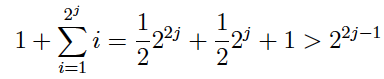 $1 + \sum_{i=1}^{2^j} i = \frac{1}{2} 2^{2j} + \frac{1}{2} 2^j + 1 > 2^{2j-1}$